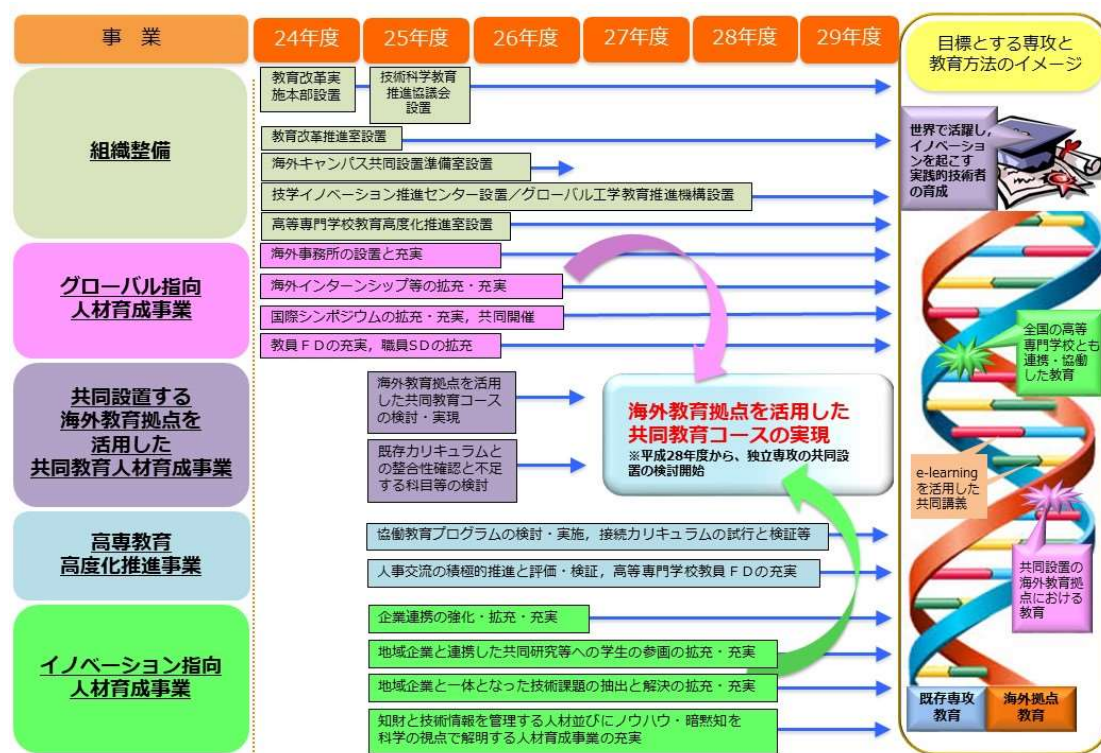 事 業
24年度
25年度
26年度
27年度
28年度
29年度
目標とする専攻と
教育方法のイメージ
組織整備
教育改革実
施本部設置
技術科学教育
推進協議会
設置
教育改革推進室設置
海外キャンパス共同設置準備室設置
技学イノベーション推進センター設置／グローバル工学教育推進機構設置
高等専門学校教育高度化推進室設置
グローバル指向
人材育成事業
海外事務所の設置と充実
海外インターンシップ等の拡充・充実
国際シンポジウムの拡充・充実，共同開催
教員ＦＤの充実，職員SDの拡充
共同設置する
海外教育拠点を
活用した
共同教育人材育成事業
海外教育拠点を活用
した共同教育コース
の検討・実現
既存カリキュラムと
の整合性確認と不足
する科目等の検討
海外教育拠点を活用した
共同教育コースの実現
※平成28年度から、独立専攻の共同設
置の検討開始
高専教育
高度化推進事業
協働教育プログラムの検討・実施，接続カリキュラムの試行と検証等
人事交流の積極的推進と評価・検証，高等専門学校教員ＦＤの充実
イノベーション指向
人材育成事業
企業連携の強化・拡充・充実
地域企業と連携した共同研究等への学生の参画の拡充・充実
地域企業と一体となった技術課題の抽出と解決の拡充・充実
知財と技術情報を管理する人材並びにノウハウ・暗黙知を
科学の視点で解明する人材育成事業の充実
世界で活躍し，
イノベーショ
ンを起こす
実践的技術者
の育成
全国の高等
専門学校とも
連携・協働
した教育
e-learning
を活用した
共同講義
共同設置の
海外教育拠
点における
教育
既存専攻
教育
海外拠点
教育